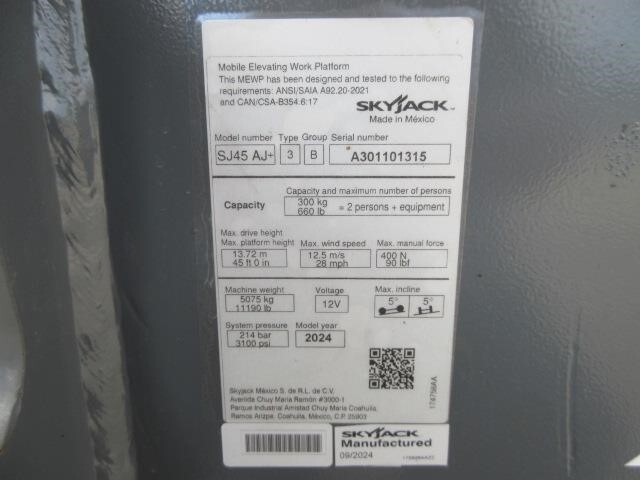 Mobile Elevating Work Platform
This MEWP has been designed and tested to the following
requirements: ANSI/SAIA A92.20-2021
and CAN/CSA-B354.6:17
SKYJACK
Made in México
Model number Type Group Serial number
SJ45 AJ+ 3 B A301101315
Capacity and maximum number of persons
Capacity 300 kg
660 lb = 2 persons + equipment
Max. drive height
Max. platform height Max. wind speed Max. manual force
13.72 m 12.5 m/s 400 N
45 ft 0 in 28 mph 90 lbf
Machine weight Voltage Max. incline
5075 kg 12V 5° 5°
11190 lb
System pressure Model year
214 bar 2024
3100 psi
174758AA
Skyjack México S. de R.L. de C.V.
Avenida Chuy María Ramón #3000-1
Parque Industrial Amistad Chuy María Coahuila,
Ramos Arizpe, Coahuila, México, C.P. 25903
SKYJACK
Manufactured
09/2024